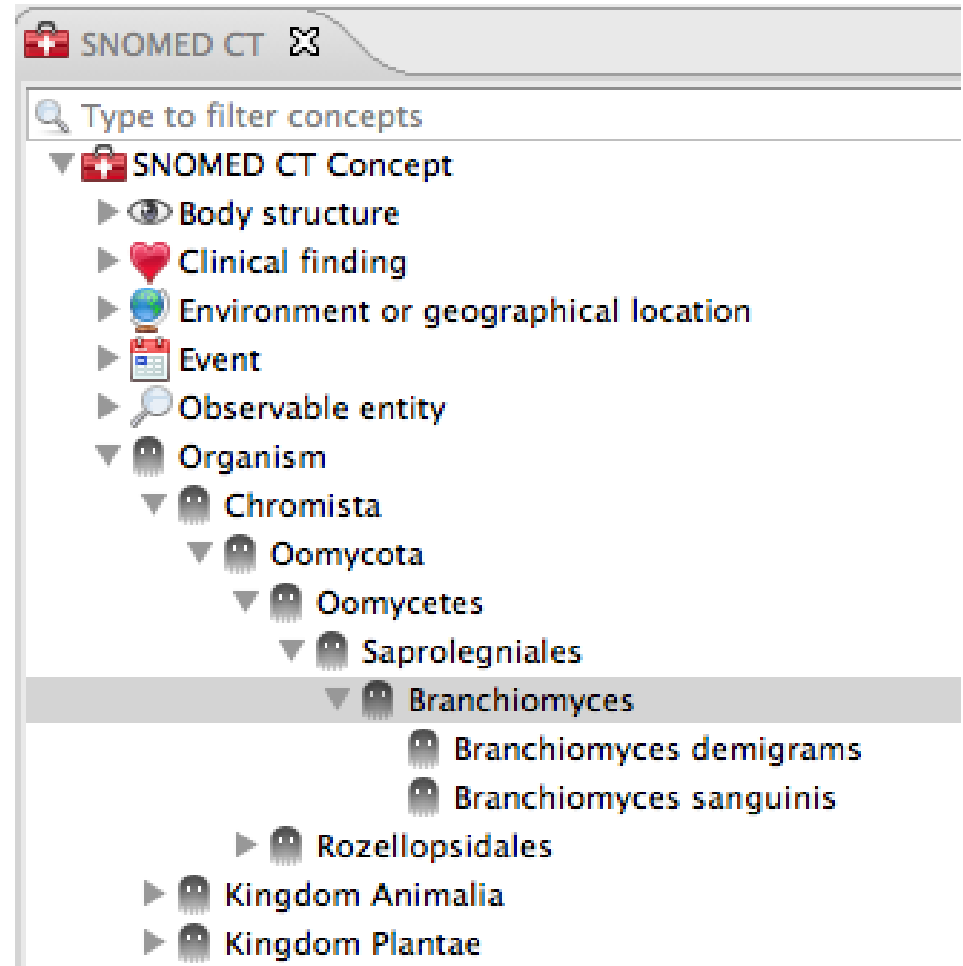 SNOMED CT
Type to filter concepts
SNOMED CT Concept
Body structure
Clinical finding
Environment or geographical location
Event
Observable entity
Organism
Chromista
Oomycota
Oomycetes
Saprolegniales
Branchiomyces
Branchiomyces demigrams
Branchiomyces sanguinis
Rozellopsidales
Kingdom Animalia
Kingdom Plantae